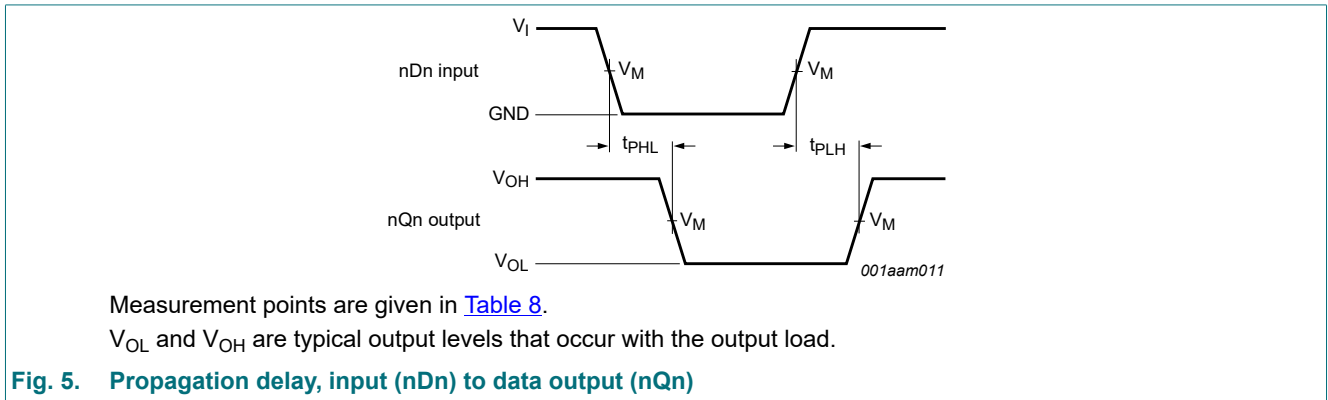 V_I
nDn input
V_M
V_M
GND
t_PHL
t_PLH
V_OH
nQn output
V_M
V_M
V_OL
001aam011
Measurement points are given in Table 8.
V_OL and V_OH are typical output levels that occur with the output load.
Fig. 5. Propagation delay, input (nDn) to data output (nQn)